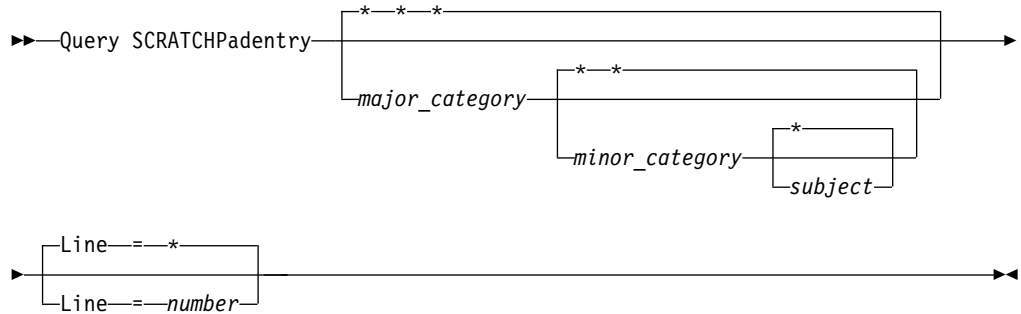 * * *
Query SCRATCHPadentry
* *
major_category
*
minor_category
subject
Line = *
Line = number